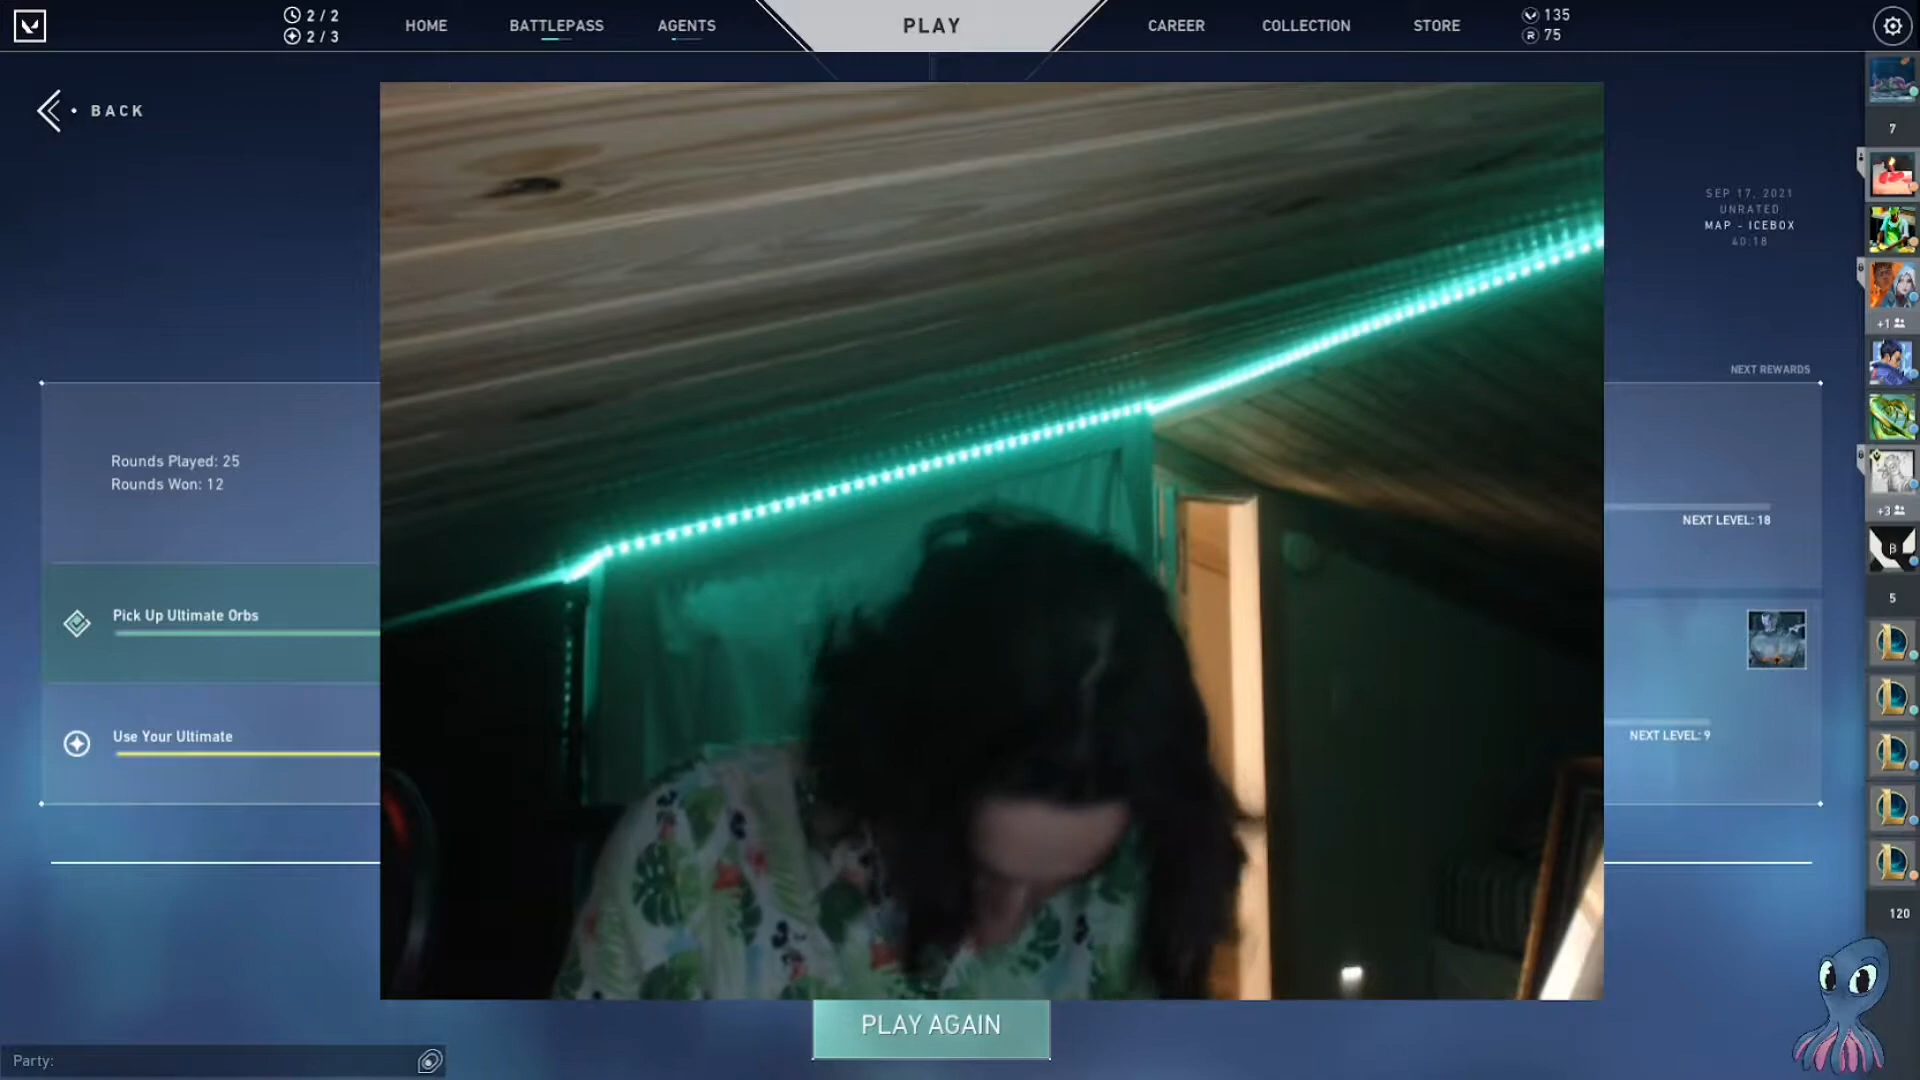 2 / 2
2 / 3
HOME
BATTLEPASS
AGENTS
PLAY
CAREER
COLLECTION
STORE
135
R 75
BACK
7
SEP 17, 2021
UNRATED
MAP - ICEBOX
40:18
+1
NEXT REWARDS
Rounds Played: 25
Rounds Won: 12
NEXT LEVEL: 18
+3
β
5
Pick Up Ultimate Orbs
Use Your Ultimate
NEXT LEVEL: 9
120
PLAY AGAIN
Party: